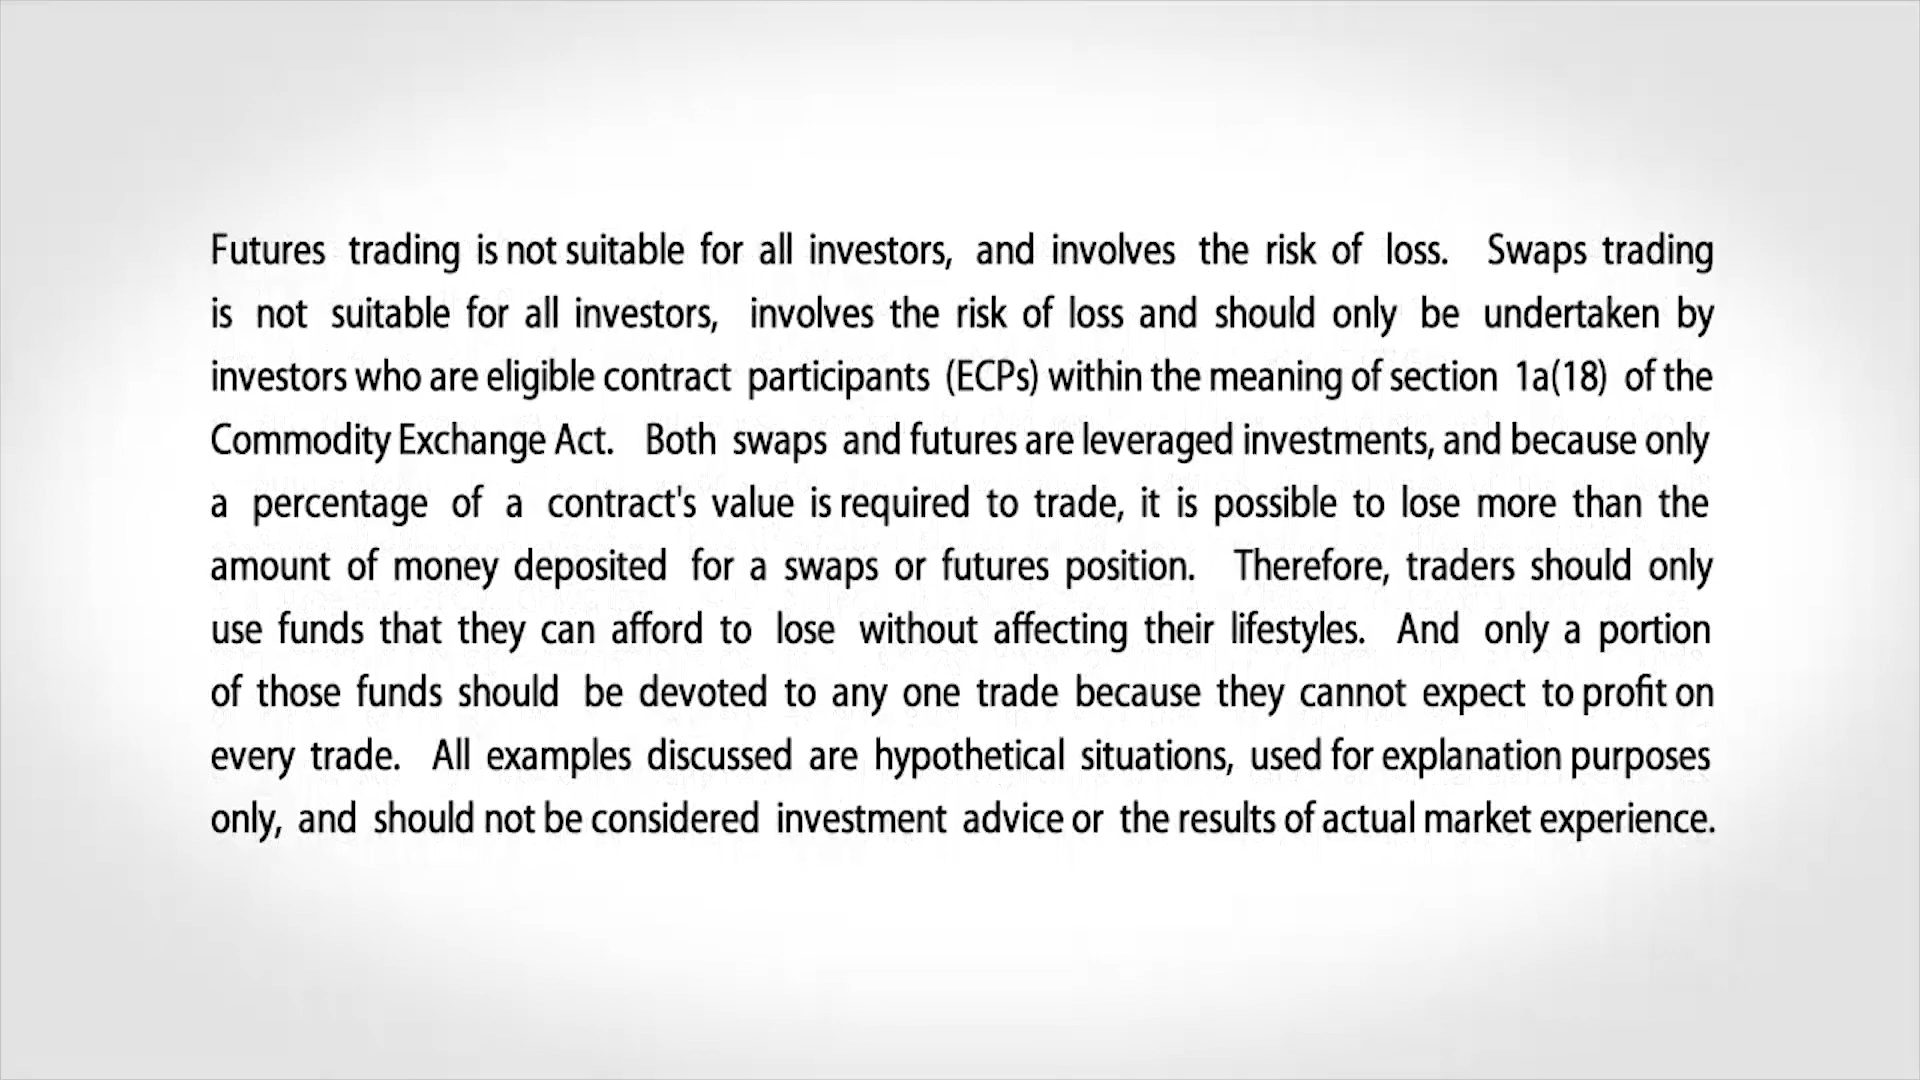 Futures trading is not suitable for all investors, and involves the risk of loss. Swaps trading
is not suitable for all investors, involves the risk of loss and should only be undertaken by
investors who are eligible contract participants (ECPs) within the meaning of section 1a(18) of the
Commodity Exchange Act. Both swaps and futures are leveraged investments, and because only
a percentage of a contract's value is required to trade, it is possible to lose more than the
amount of money deposited for a swaps or futures position. Therefore, traders should only
use funds that they can afford to lose without affecting their lifestyles. And only a portion
of those funds should be devoted to any one trade because they cannot expect to profit on
every trade. All examples discussed are hypothetical situations, used for explanation purposes
only, and should not be considered investment advice or the results of actual market experience.